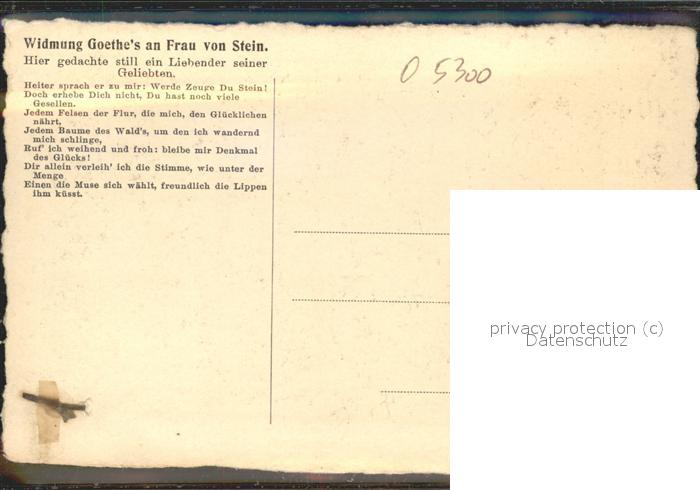 Widmung Goethe's an Frau von Stein.
Hier gedachte still ein Liebender seiner
Geliebten.
Heiter sprach er zu mir: Werde Zeuge Du Stein!
Doch erhebe Dich nicht, Du hast noch viele
Gesellen.
Jedem Felsen der Flur, die mich, den Glücklichen
nährt,
Jedem Baume des Wald's, um den ich wandernd
mich schlinge,
Ruf' ich weihend und froh: bleibe mir Denkmal
des Glücks!
Dir allein verleih' ich die Stimme, wie unter der
Menge
Einen die Muse sich wählt, freundlich die Lippen
ihm küsst.
O 5300
privacy protection (c)
Datenschutz